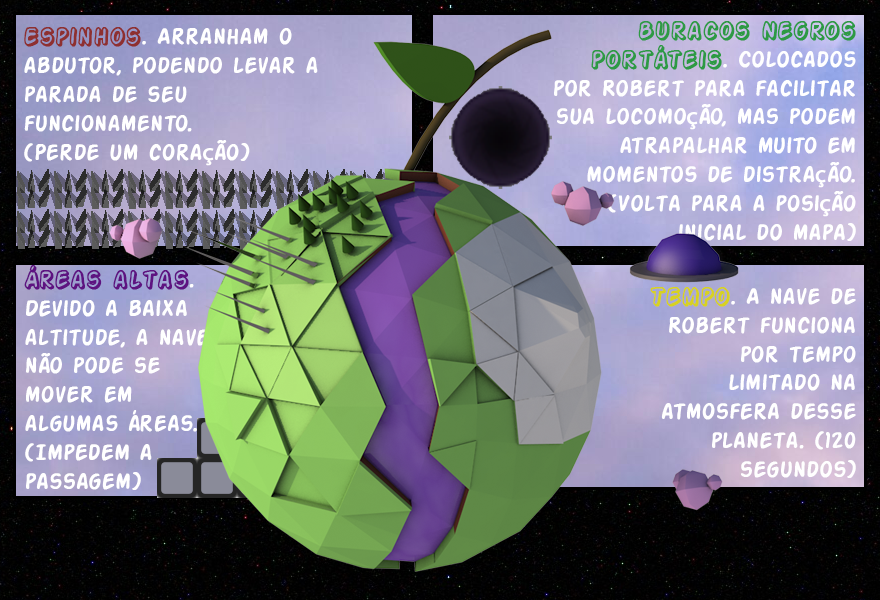 ESPINHOS. ARRANHAM O
ABDUTOR, PODENDO LEVAR A
PARADA DE SEU
FUNCIONAMENTO.
(PERDE UM CORAÇÃO)
BURACOS NEGROS
PORTÁTEIS. COLOCADOS
POR ROBERT PARA FACILITAR
SUA LOCOMOÇÃO, MAS PODEM
ATRAPALHAR MUITO EM
MOMENTOS DE DISTRAÇÃO.
(VOLTA PARA A POSIÇÃO
INICIAL DO MAPA)
ÁREAS ALTAS.
DEVIDO A BAIXA
ALTITUDE, A NAVE
NÃO PODE SE
MOVER EM
ALGUMAS ÁREAS.
(IMPEDEM A
PASSAGEM)
TEMPO. A NAVE DE
ROBERT FUNCIONA
POR TEMPO
LIMITADO NA
ATMOSFERA DESSE
PLANETA. (120
SEGUNDOS)